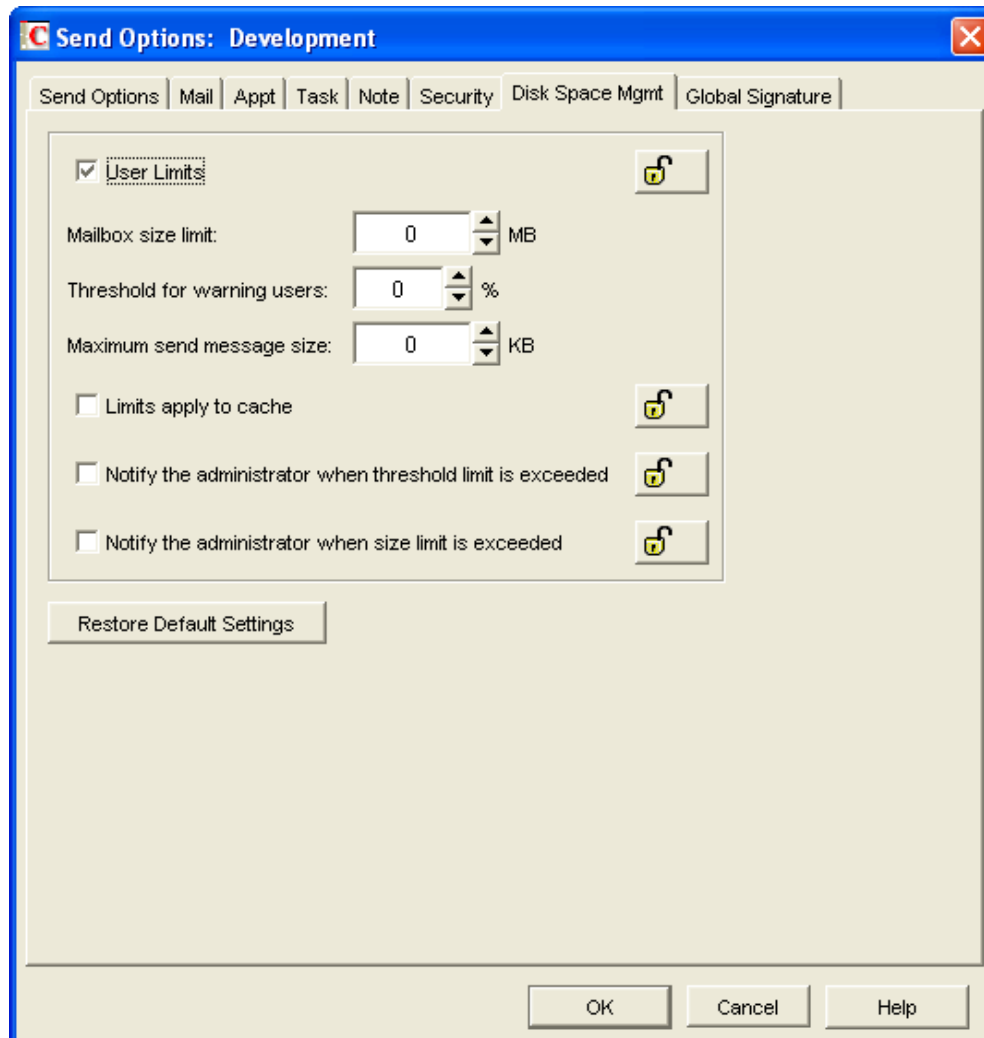 C Send Options: Development
Send Options Mail Appt Task Note Security Disk Space Mgmt Global Signature
User Limits
Mailbox size limit: 0 MB
Threshold for warning users: 0 %
Maximum send message size: 0 KB
Limits apply to cache
Notify the administrator when threshold limit is exceeded
Notify the administrator when size limit is exceeded
Restore Default Settings
OK Cancel Help